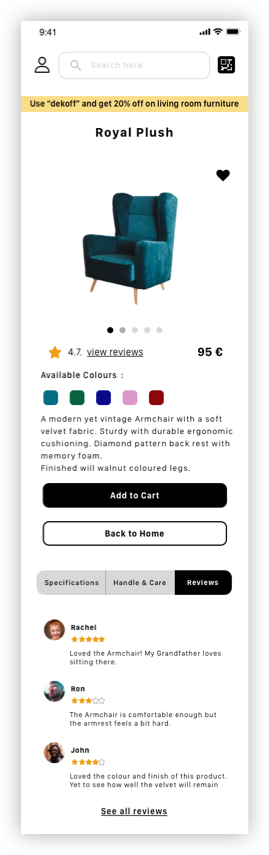 9:41
Search here
Use "dekoff" and get 20% off on living room furniture
Royal Plush
4.7. view reviews
95 €
Available Colours :
A modern yet vintage Armchair with a soft
velvet fabric. Sturdy with durable ergonomic
cushioning. Diamond pattern back rest with
memory foam.
Finished will walnut coloured legs.
Add to Cart
Back to Home
Specifications Handle & Care Reviews
Rachel
Loved the Armchair! My Grandfather loves
sitting there.
Ron
The Armchair is comfortable enough but
the armrest feels a bit hard.
John
Loved the colour and finish of this product.
Yet to see how well the velvet will remain
See all reviews